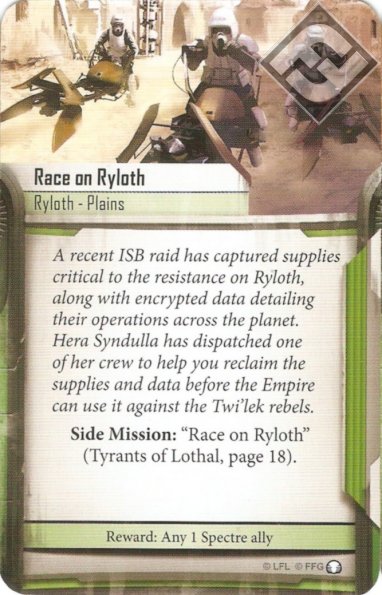 Race on Ryloth
Ryloth - Plains
A recent ISB raid has captured supplies
critical to the resistance on Ryloth,
along with encrypted data detailing
their operations across the planet.
Hera Syndulla has dispatched one
of her crew to help you reclaim the
supplies and data before the Empire
can use it against the Twi’lek rebels.
Side Mission: “Race on Ryloth”
(Tyrants of Lothal, page 18).
Reward: Any 1 Spectre ally
© LFL © FFG